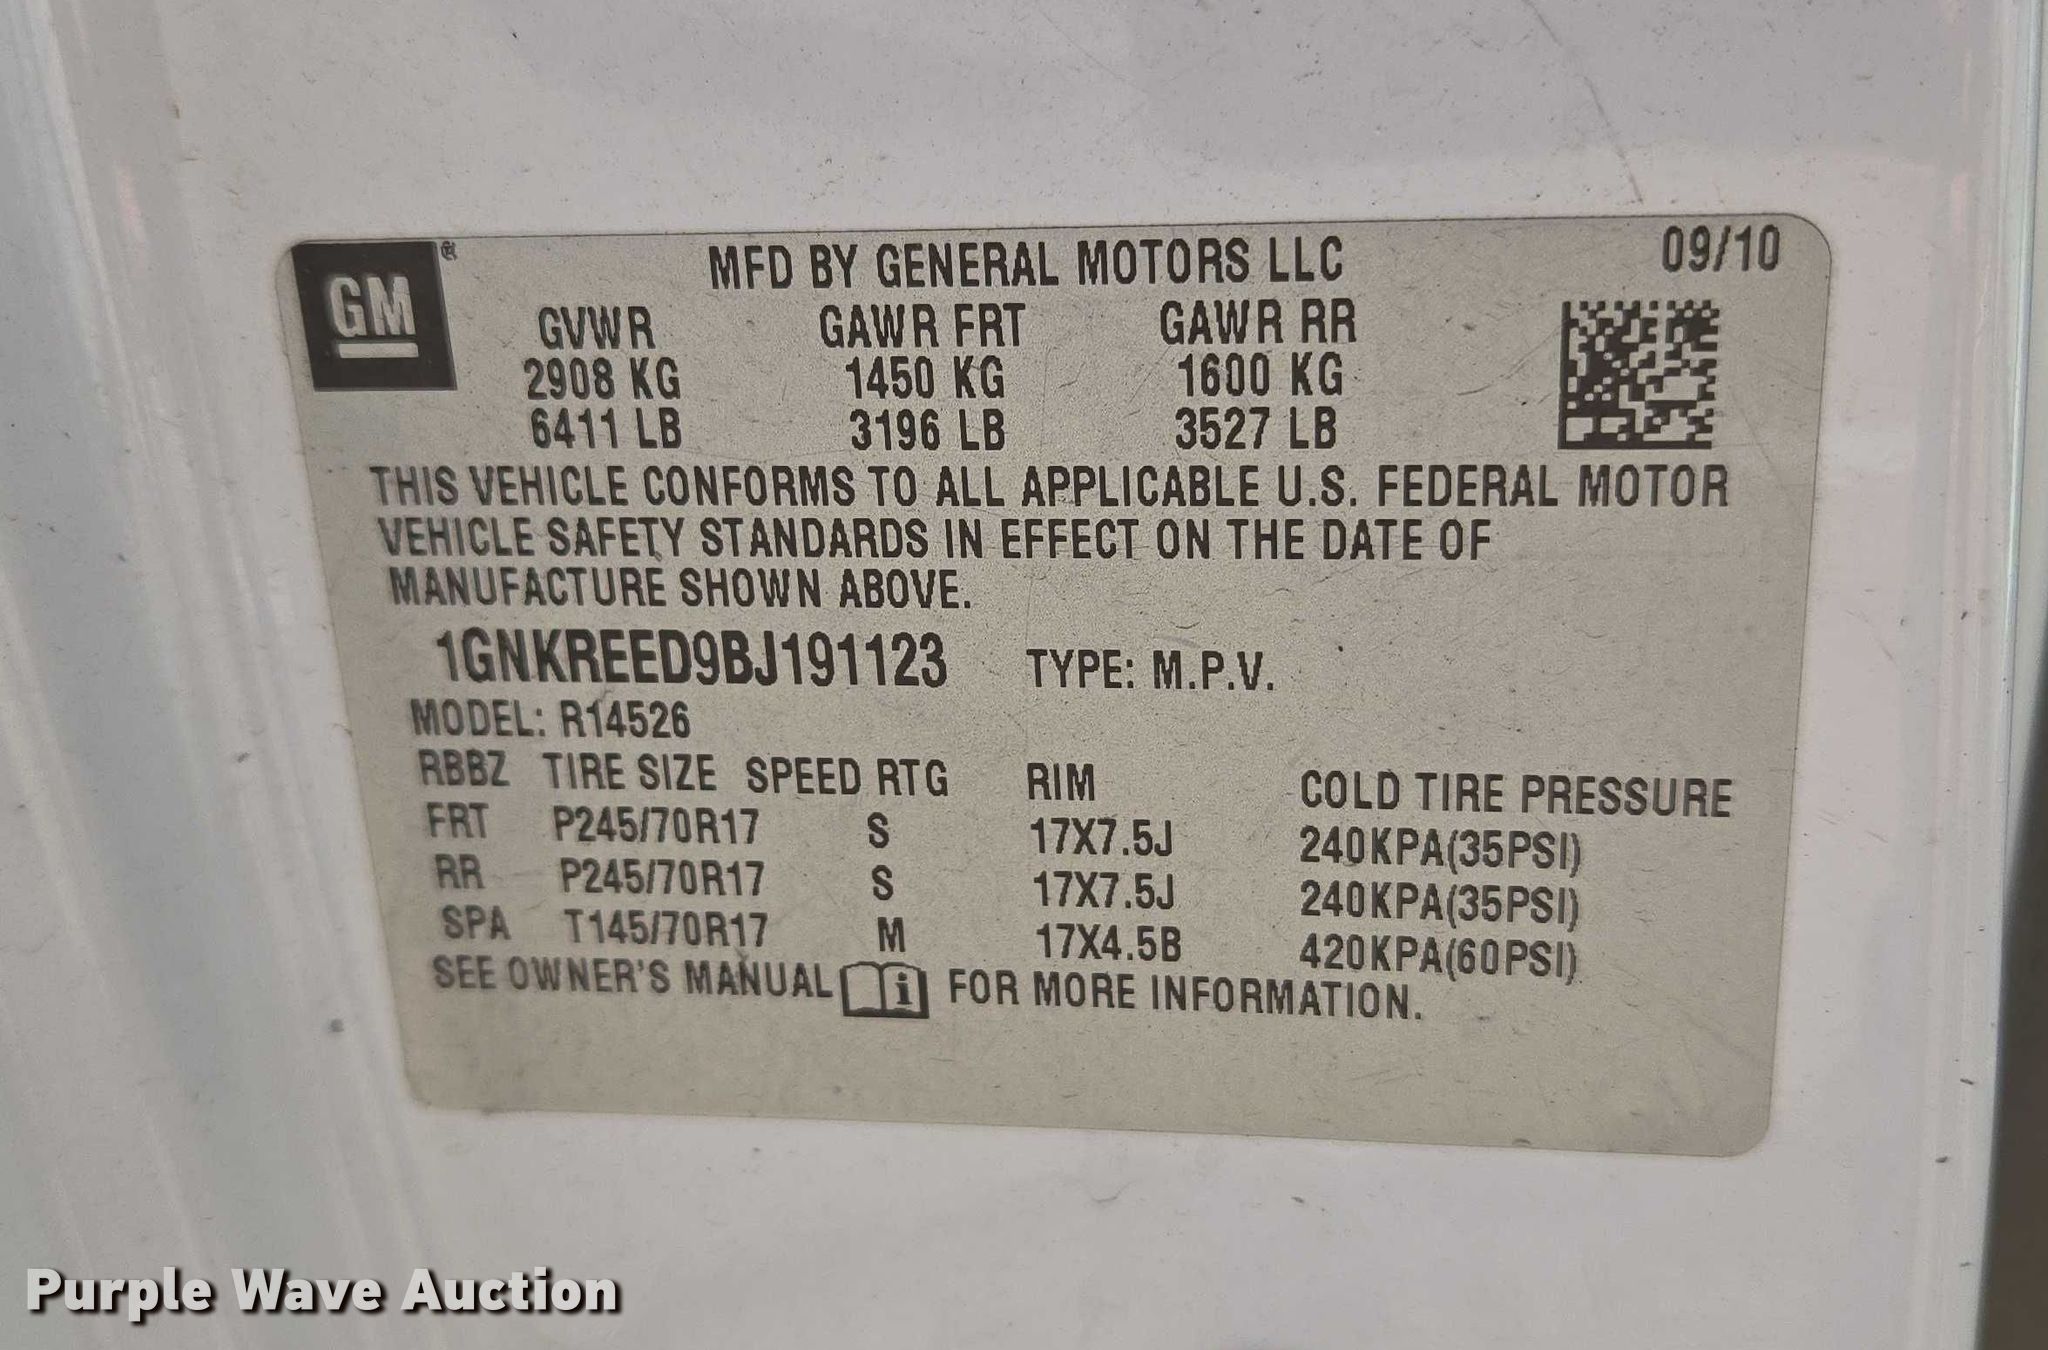 GM®
MFD BY GENERAL MOTORS LLC 09/10
GVWR GAWR FRT GAWR RR
2908 KG 1450 KG 1600 KG
6411 LB 3196 LB 3527 LB
THIS VEHICLE CONFORMS TO ALL APPLICABLE U.S. FEDERAL MOTOR
VEHICLE SAFETY STANDARDS IN EFFECT ON THE DATE OF
MANUFACTURE SHOWN ABOVE.
1GNKREED9BJ191123 TYPE: M.P.V.
MODEL: R14526
RBBZ TIRE SIZE SPEED RTG RIM COLD TIRE PRESSURE
FRT P245/70R17 S 17X7.5J 240KPA(35PSI)
RR P245/70R17 S 17X7.5J 240KPA(35PSI)
SPA T145/70R17 M 17X4.5B 420KPA(60PSI)
SEE OWNER'S MANUAL i FOR MORE INFORMATION.
Purple Wave Auction